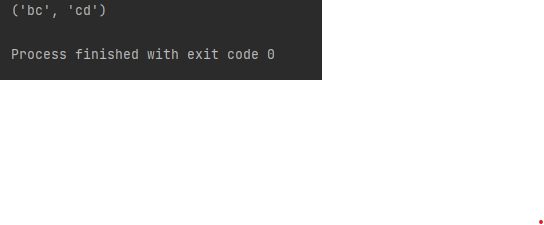 ('bc', 'cd')
Process finished with exit code 0